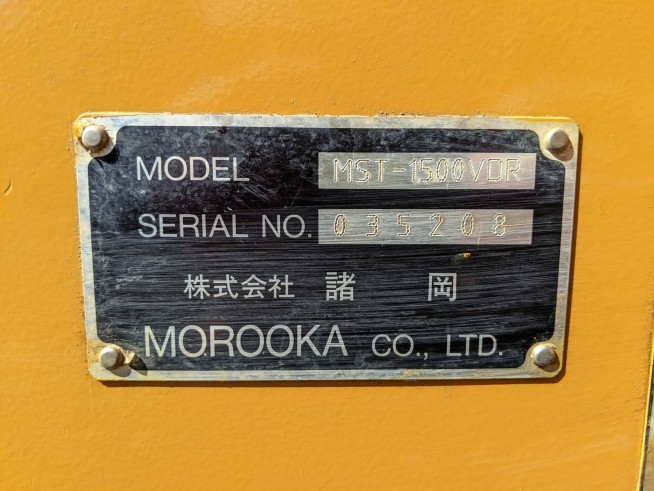 MODEL MST-1500VDR
SERIAL NO. 035208
株式会社 諸 岡
MOROOKA CO., LTD.